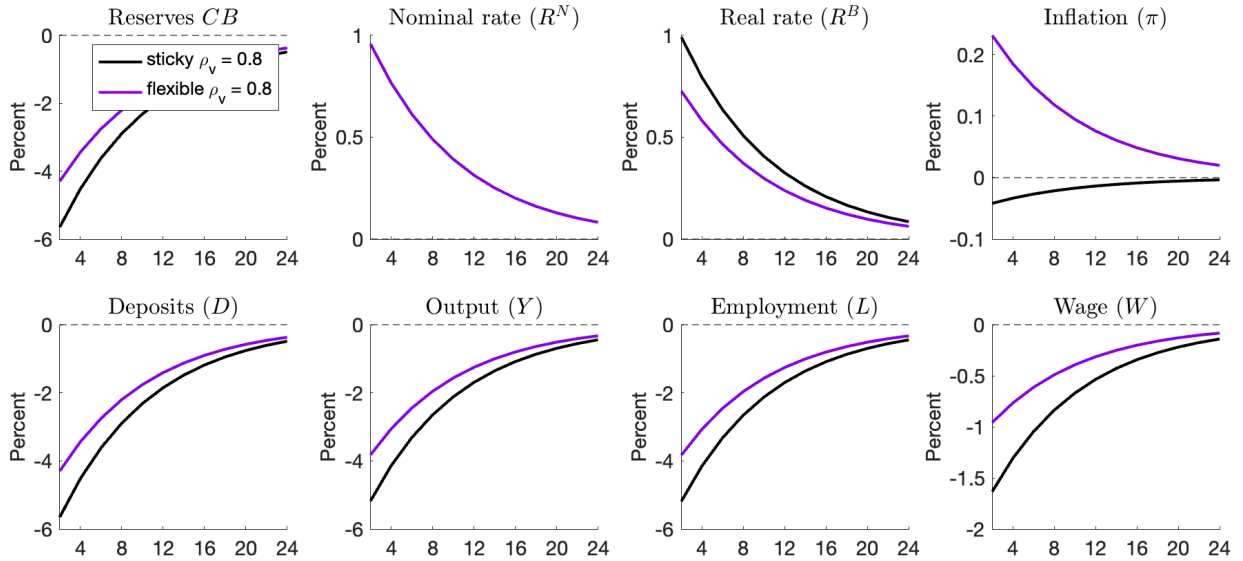 Reserves CB
Nominal rate (R^N)
Real rate (R^B)
Inflation (π)
sticky ρ_v = 0.8
flexible ρ_v = 0.8
Percent
0
-2
-4
-6
4 8 12 16 20 24
Percent
1
0.5
0
4 8 12 16 20 24
Percent
1
0.5
0
4 8 12 16 20 24
Percent
0.2
0.1
0
-0.1
4 8 12 16 20 24
Deposits (D)
Output (Y)
Employment (L)
Wage (W)
Percent
0
-2
-4
-6
4 8 12 16 20 24
Percent
0
-2
-4
-6
4 8 12 16 20 24
Percent
0
-2
-4
-6
4 8 12 16 20 24
Percent
0
-0.5
-1
-1.5
-2
4 8 12 16 20 24